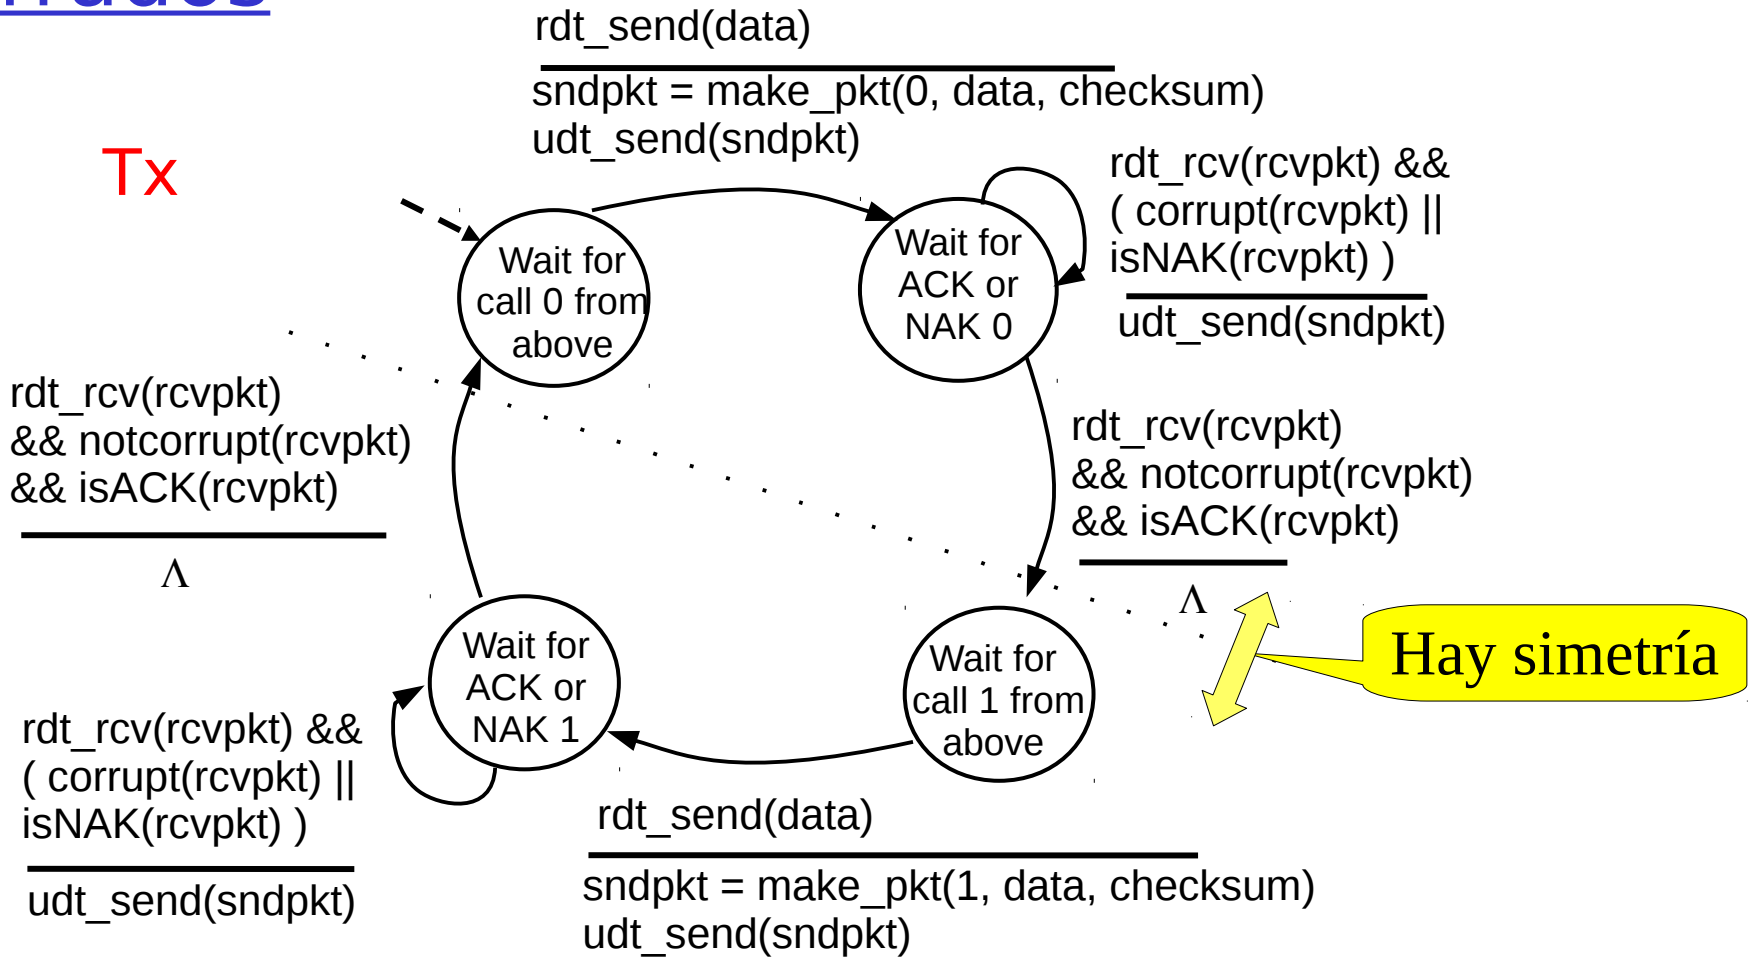 rdt_send(data)
sndpkt = make_pkt(0, data, checksum)
udt_send(sndpkt)
Tx
rdt_rcv(rcvpkt) &&
( corrupt(rcvpkt) ||
isNAK(rcvpkt) )
udt_send(sndpkt)
Wait for
call 0 from
above
Wait for
ACK or
NAK 0
rdt_rcv(rcvpkt)
&& notcorrupt(rcvpkt)
&& isACK(rcvpkt)
Λ
rdt_rcv(rcvpkt)
&& notcorrupt(rcvpkt)
&& isACK(rcvpkt)
Λ
Hay simetría
Wait for
ACK or
NAK 1
Wait for
call 1 from
above
rdt_rcv(rcvpkt) &&
( corrupt(rcvpkt) ||
isNAK(rcvpkt) )
udt_send(sndpkt)
rdt_send(data)
sndpkt = make_pkt(1, data, checksum)
udt_send(sndpkt)